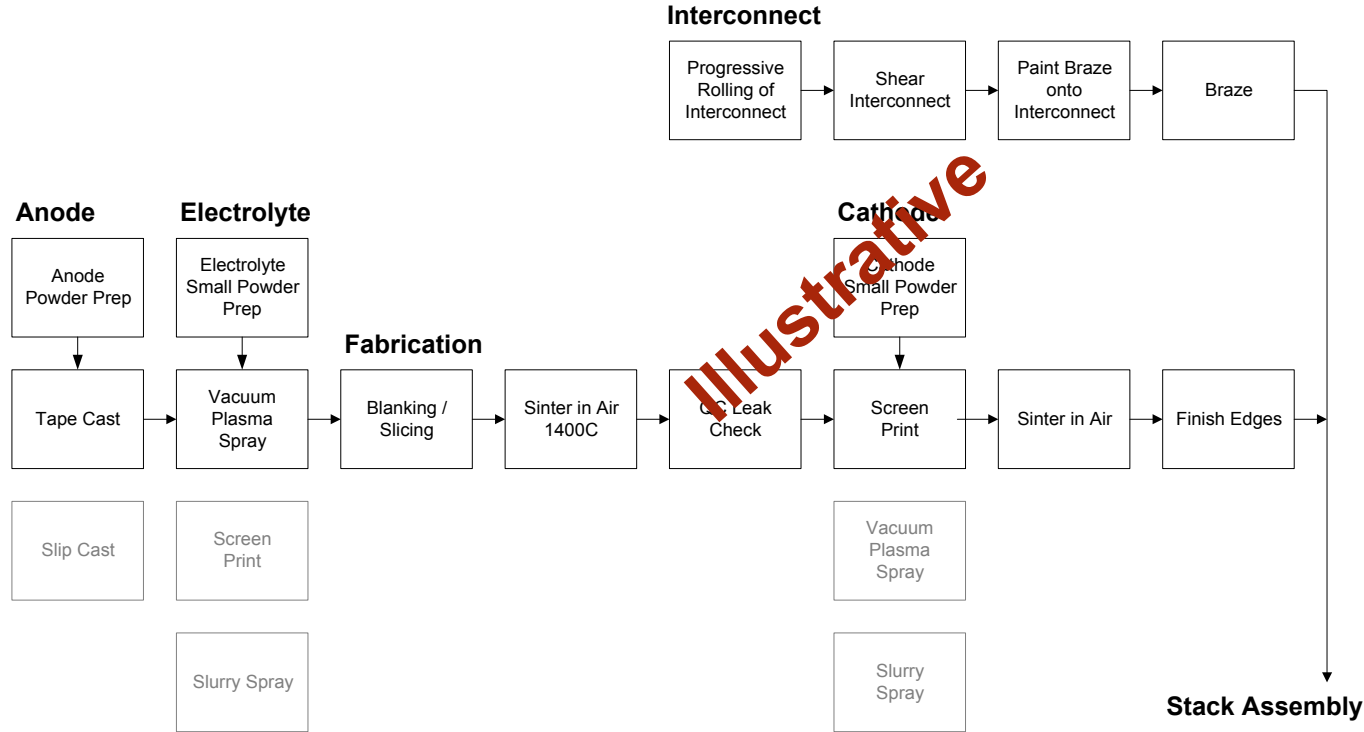 Interconnect
Progressive
Rolling of
Interconnect
Shear
Interconnect
Paint Braze
onto
Interconnect
Braze
Anode
Electrolyte
Cathode
Anode
Powder Prep
Electrolyte
Small Powder
Prep
Cathode
Small Powder
Prep
Illustrative
Fabrication
Tape Cast
Vacuum
Plasma
Spray
Blanking /
Slicing
Sinter in Air
1400C
QC Leak
Check
Screen
Print
Sinter in Air
Finish Edges
Slip Cast
Screen
Print
Vacuum
Plasma
Spray
Slurry Spray
Slurry
Spray
Stack Assembly